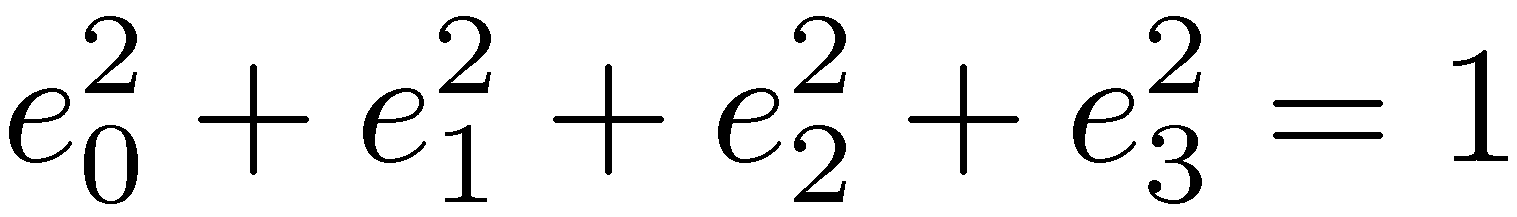 $e_0^2 + e_1^2 + e_2^2 + e_3^2 = 1$